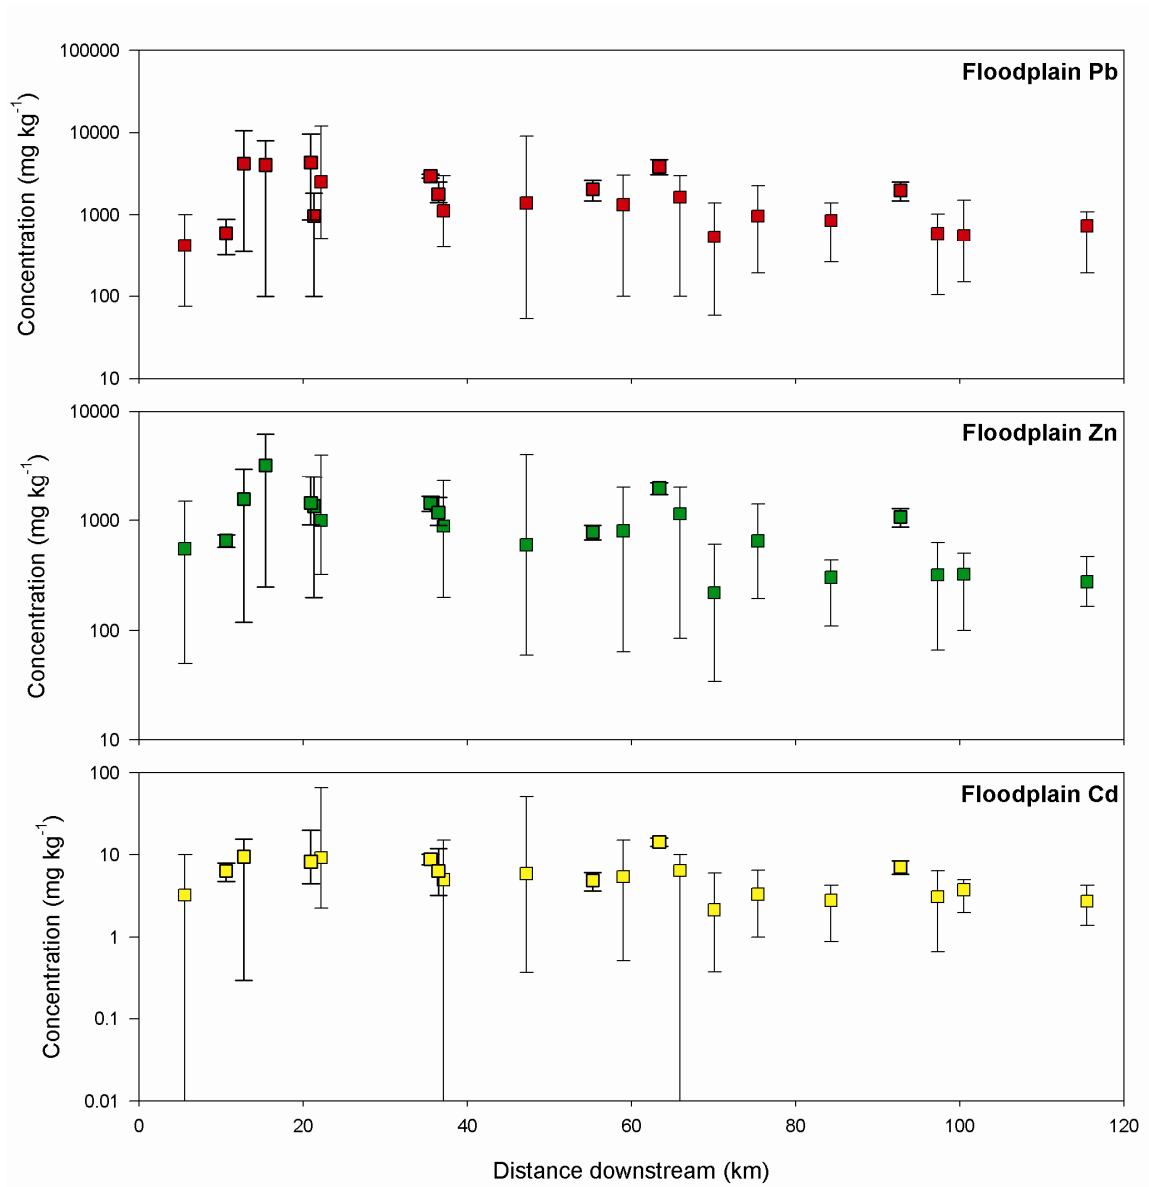 Floodplain Pb
Concentration (mg kg-1)
100000
10000
1000
100
10
Floodplain Zn
Concentration (mg kg-1)
10000
1000
100
10
Floodplain Cd
Concentration (mg kg-1)
100
10
1
0.1
0.01
0 20 40 60 80 100 120
Distance downstream (km)